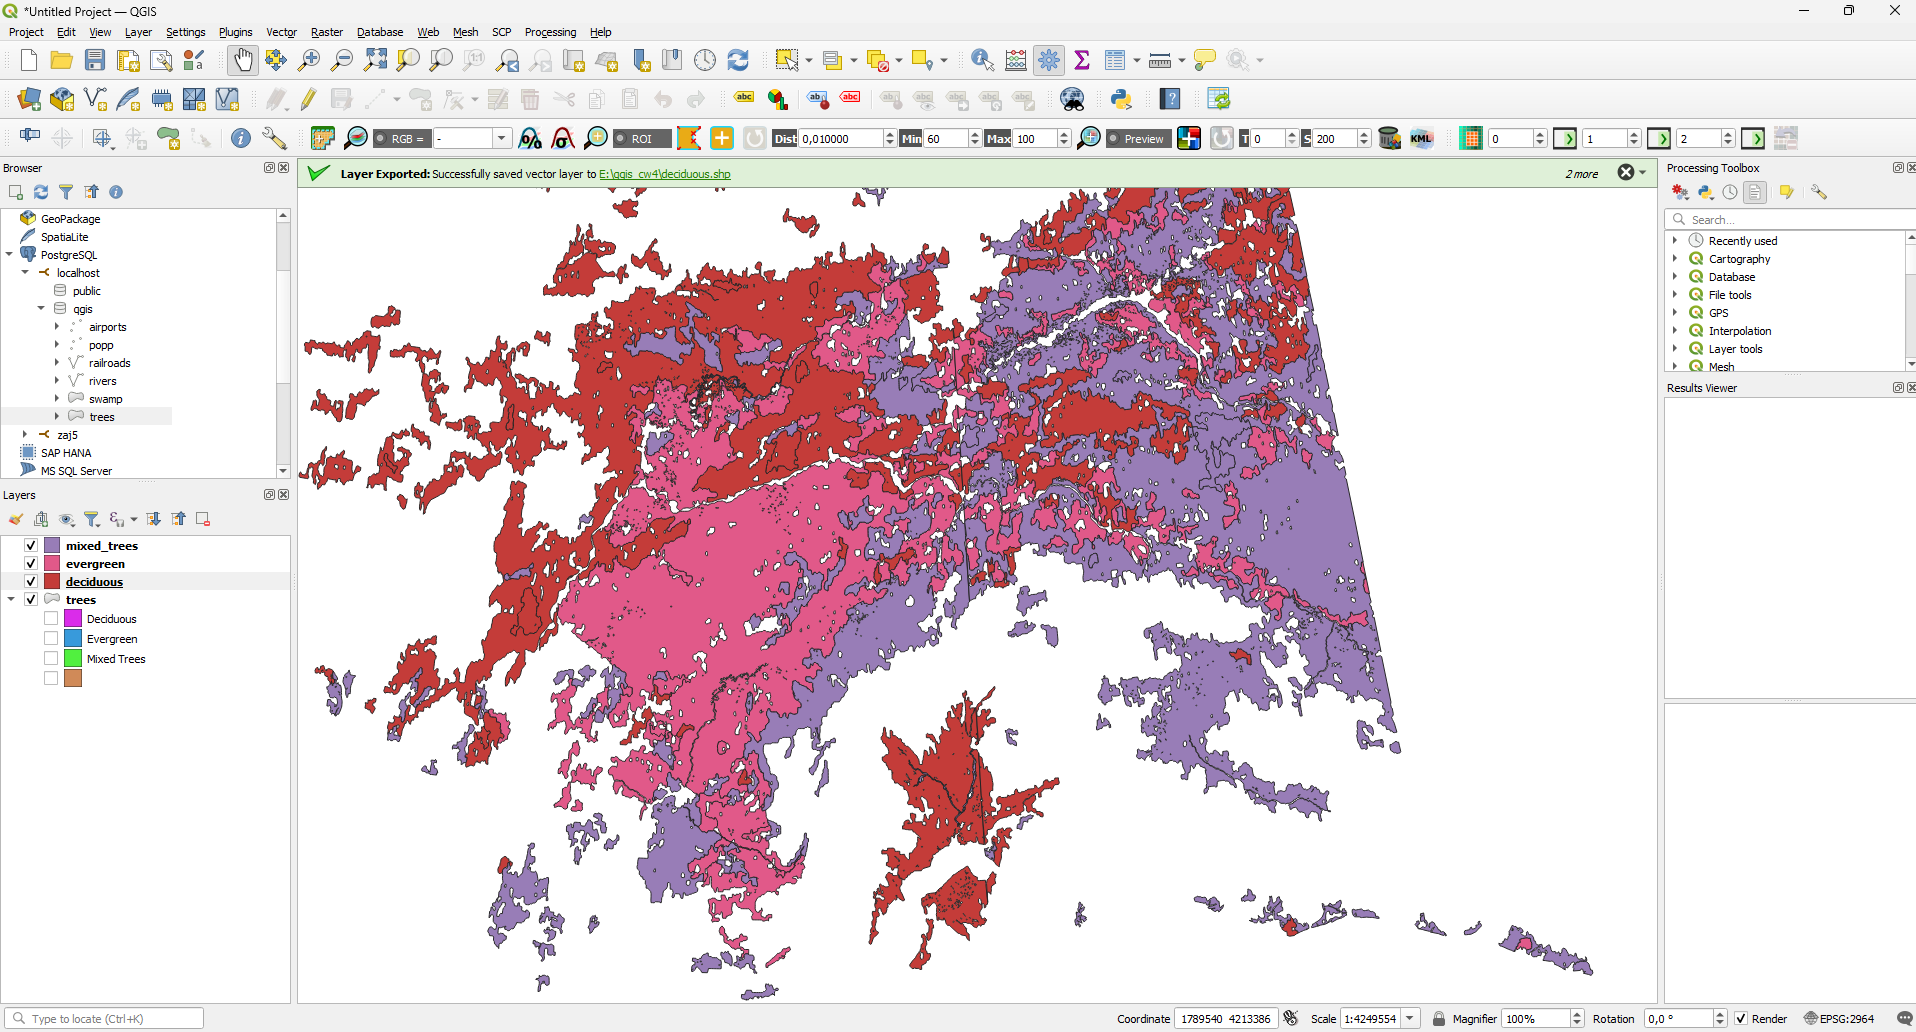 *Untitled Project — QGIS
Project Edit View Layer Settings Plugins Vector Raster Database Web Mesh SCP Processing Help
abc abc abc
RGB = - ROI Dist 0,010000 Min 60 Max 100 Preview T 0 S 200 KML 0 1 2
Browser
GeoPackage
SpatiaLite
PostgreSQL
localhost
public
qgis
airports
popp
railroads
rivers
swamp
trees
zaj5
SAP HANA
MS SQL Server
Layers
mixed_trees
evergreen
deciduous
trees
Deciduous
Evergreen
Mixed Trees
Layer Exported: Successfully saved vector layer to E:\qgis_cw4\deciduous.shp 2 more
Processing Toolbox
Search...
Recently used
Cartography
Database
File tools
GPS
Interpolation
Layer tools
Mesh
Results Viewer
Type to locate (Ctrl+K) Coordinate 1789540 4213386 Scale 1:4249554 Magnifier 100% Rotation 0,0 ° Render EPSG:2964